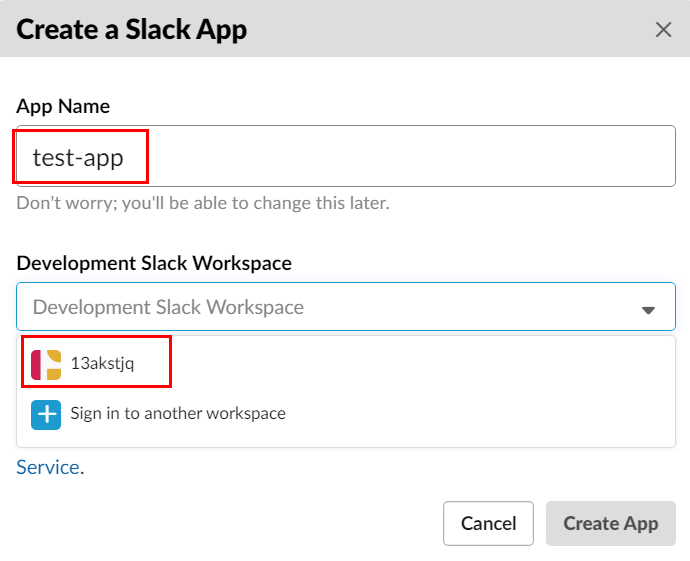 Create a Slack App
App Name
test-app
Don't worry; you'll be able to change this later.
Development Slack Workspace
Development Slack Workspace
13akstjq
Sign in to another workspace
Service.
Cancel
Create App